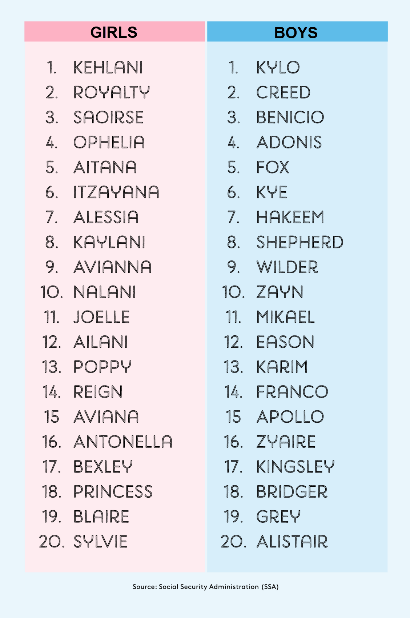 GIRLS
1. KEHLANI
2. ROYALTY
3. SAOIRSE
4. OPHELIA
5. AITANA
6. ITZAYANA
7. ALESSIA
8. KAYLANI
9. AVIANNA
10. NALANI
11. JOELLE
12. AILANI
13. POPPY
14. REIGN
15 AVIANA
16. ANTONELLA
17. BEXLEY
18. PRINCESS
19. BLAIRE
20. SYLVIE
BOYS
1. KYLO
2. CREED
3. BENICIO
4. ADONIS
5. FOX
6. KYE
7. HAKEEM
8. SHEPHERD
9. WILDER
10. ZAYN
11. MIKAEL
12. EASON
13. KARIM
14. FRANCO
15 APOLLO
16. ZYAIRE
17. KINGSLEY
18. BRIDGER
19. GREY
20. ALISTAIR
Source: Social Security Administration (SSA)